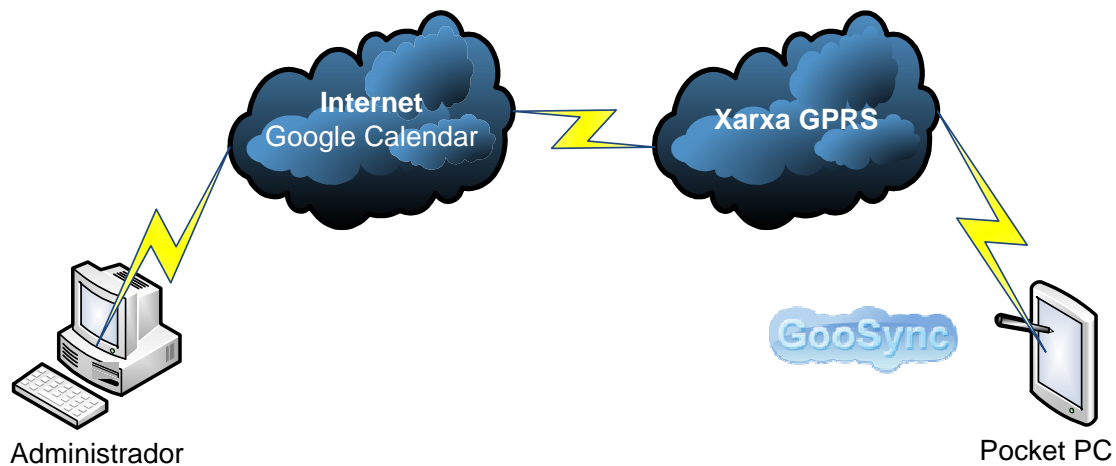 Internet
Google Calendar
Xarxa GPRS
GooSync
Administrador
Pocket PC